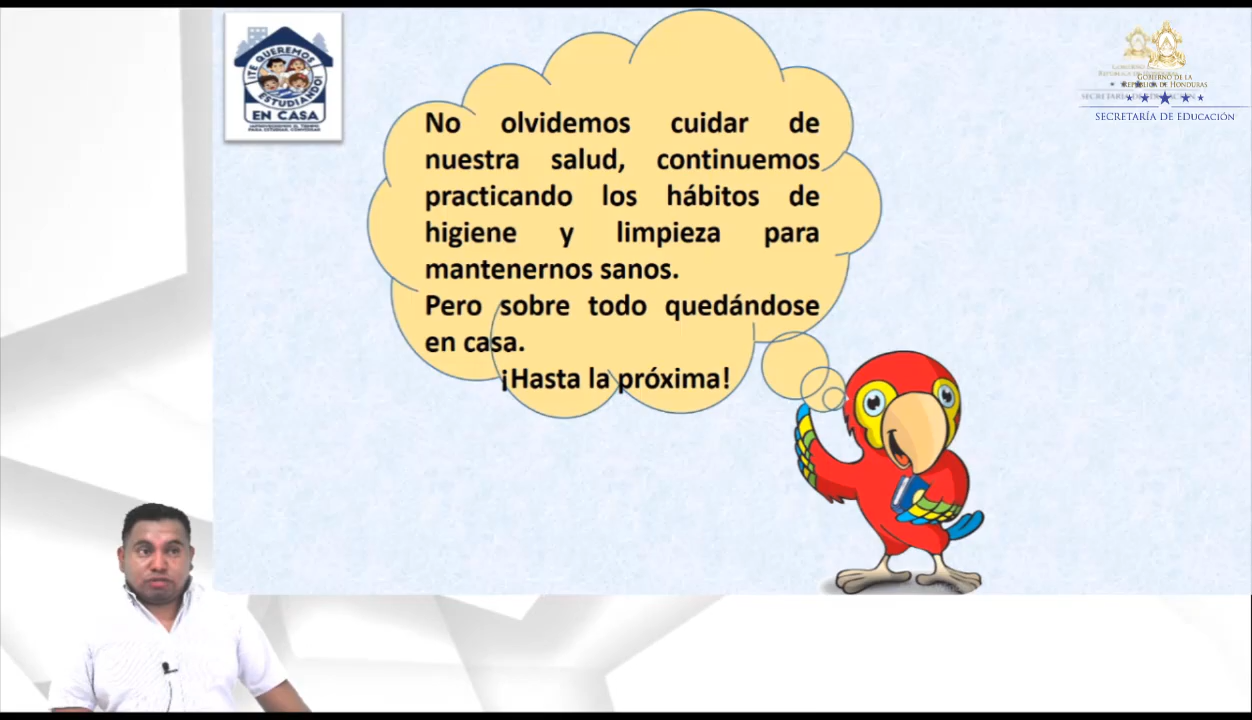 ¡TE QUEREMOS
ESTUDIANDO!
EN CASA
No olvidemos cuidar de
nuestra salud, continuemos
practicando los hábitos de
higiene y limpieza para
mantenernos sanos.
Pero sobre todo quedándose
en casa.
¡Hasta la próxima!
GOBIERNO DE LA
REPÚBLICA DE HONDURAS
SECRETARÍA DE EDUCACIÓN